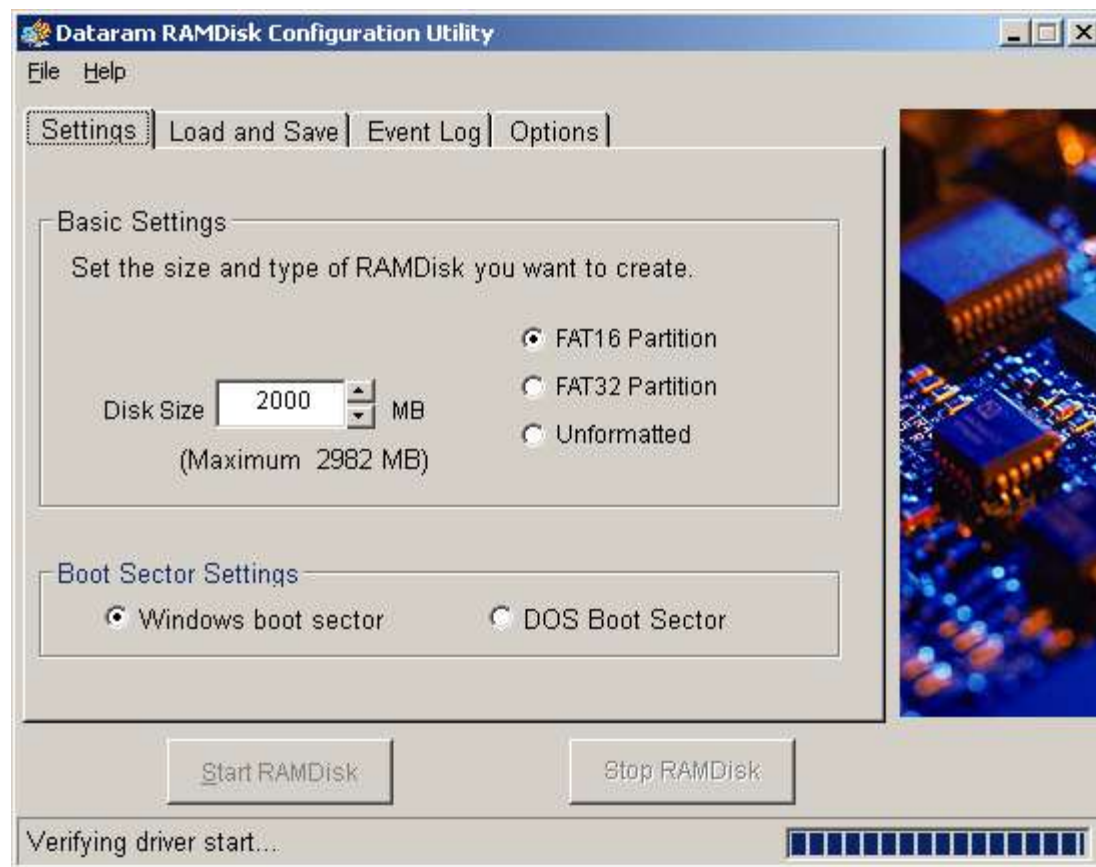 Dataram RAMDisk Configuration Utility
File Help
Settings Load and Save Event Log Options
Basic Settings
Set the size and type of RAMDisk you want to create.
FAT16 Partition
Disk Size 2000 MB
FAT32 Partition
(Maximum 2982 MB)
Unformatted
Boot Sector Settings
Windows boot sector DOS Boot Sector
Start RAMDisk Stop RAMDisk
Verifying driver start...